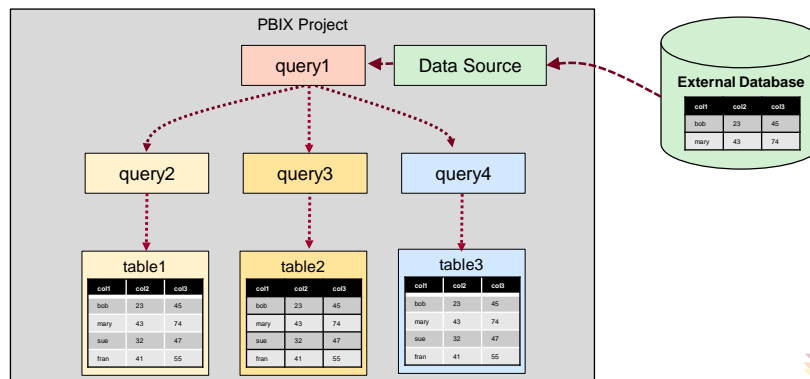 PBIX Project
query1
Data Source
External Database
col1 col2 col3
bob 23 45
mary 43 74
query2
query3
query4
table1
col1 col2 col3
bob 23 45
mary 43 74
sue 32 47
fran 41 55
table2
col1 col2 col3
bob 23 45
mary 43 74
sue 32 47
fran 41 55
table3
col1 col2 col3
bob 23 45
mary 43 74
sue 32 47
fran 41 55